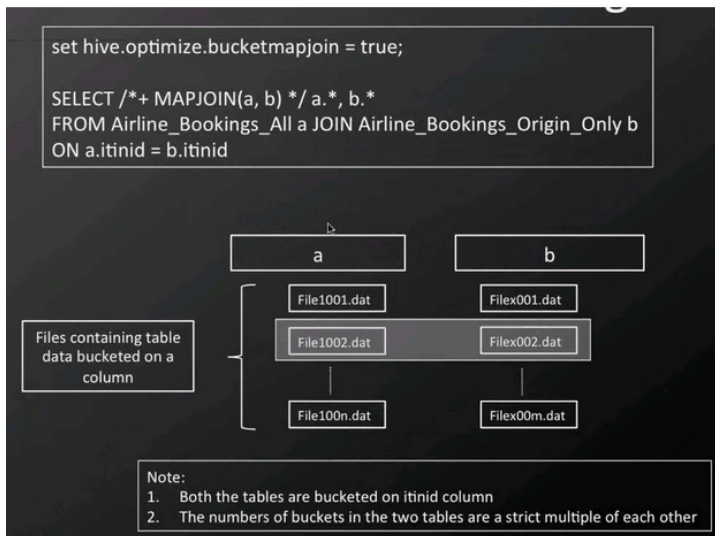 set hive.optimize.bucketmapjoin = true;
SELECT /*+ MAPJOIN(a, b) */ a.*, b.*
FROM Airline_Bookings_All a JOIN Airline_Bookings_Origin_Only b
ON a.itinid = b.itinid
a
b
File1001.dat
Filex001.dat
Files containing table
data bucketed on a
column
File1002.dat
Filex002.dat
File100n.dat
Filex00m.dat
Note:
1. Both the tables are bucketed on itinid column
2. The numbers of buckets in the two tables are a strict multiple of each other